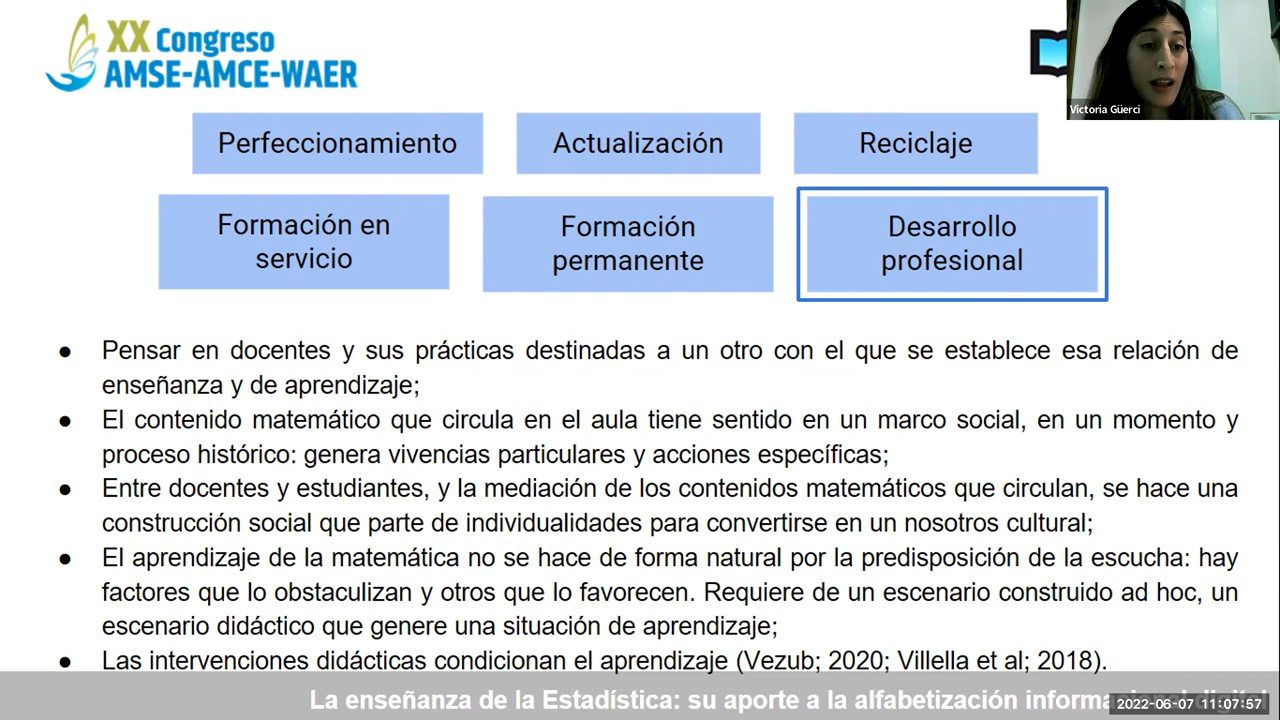 XX Congreso
AMSE-AMCE-WAER
Victoria Güerci
Perfeccionamiento
Actualización
Reciclaje
Formación en
servicio
Formación
permanente
Desarrollo
profesional
● Pensar en docentes y sus prácticas destinadas a un otro con el que se establece esa relación de
enseñanza y de aprendizaje;
● El contenido matemático que circula en el aula tiene sentido en un marco social, en un momento y
proceso histórico: genera vivencias particulares y acciones específicas;
● Entre docentes y estudiantes, y la mediación de los contenidos matemáticos que circulan, se hace una
construcción social que parte de individualidades para convertirse en un nosotros cultural;
● El aprendizaje de la matemática no se hace de forma natural por la predisposición de la escucha: hay
factores que lo obstaculizan y otros que lo favorecen. Requiere de un escenario construido ad hoc, un
escenario didáctico que genere una situación de aprendizaje;
● Las intervenciones didácticas condicionan el aprendizaje (Vezub; 2020; Villella et al; 2018).
La enseñanza de la Estadística: su aporte a la alfabetización informacional digital
2022-06-07 11:07:57